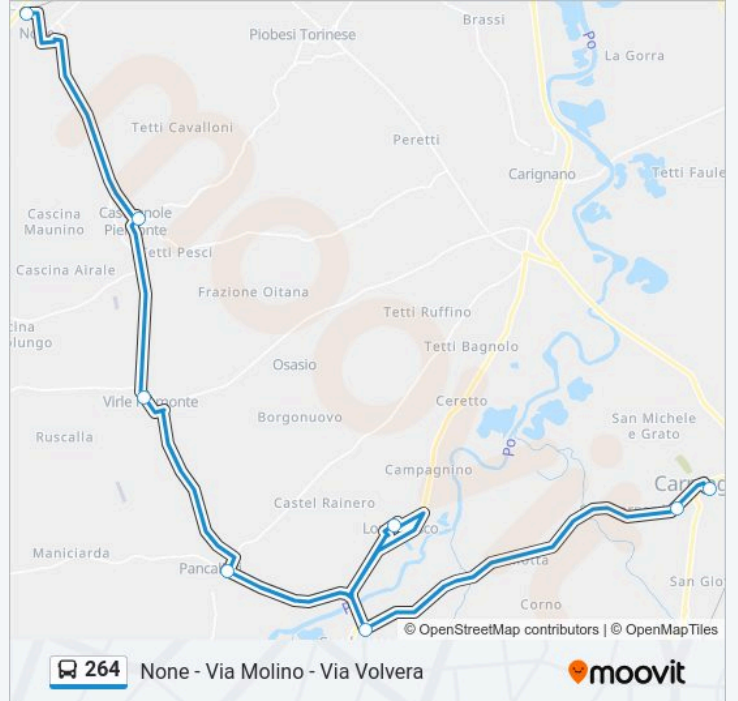 Brassi
Piobesi Torinese
Po
La Gorra
Tetti Cavalloni
Peretti
Carignano
Tetti Faule
Cascina
Maunino
Tetti Pesci
Cascina Airale
Frazione Oitana
Tetti Ruffino
Tetti Bagnolo
Osasio
Ceretto
Borgonuovo
San Michele
e Grato
Ruscalla
Po
Campagnino
Castel Rainero
Maniciarda
Corno
© OpenStreetMap contributors | © OpenMapTiles
264 None - Via Molino - Via Volvera
moovit